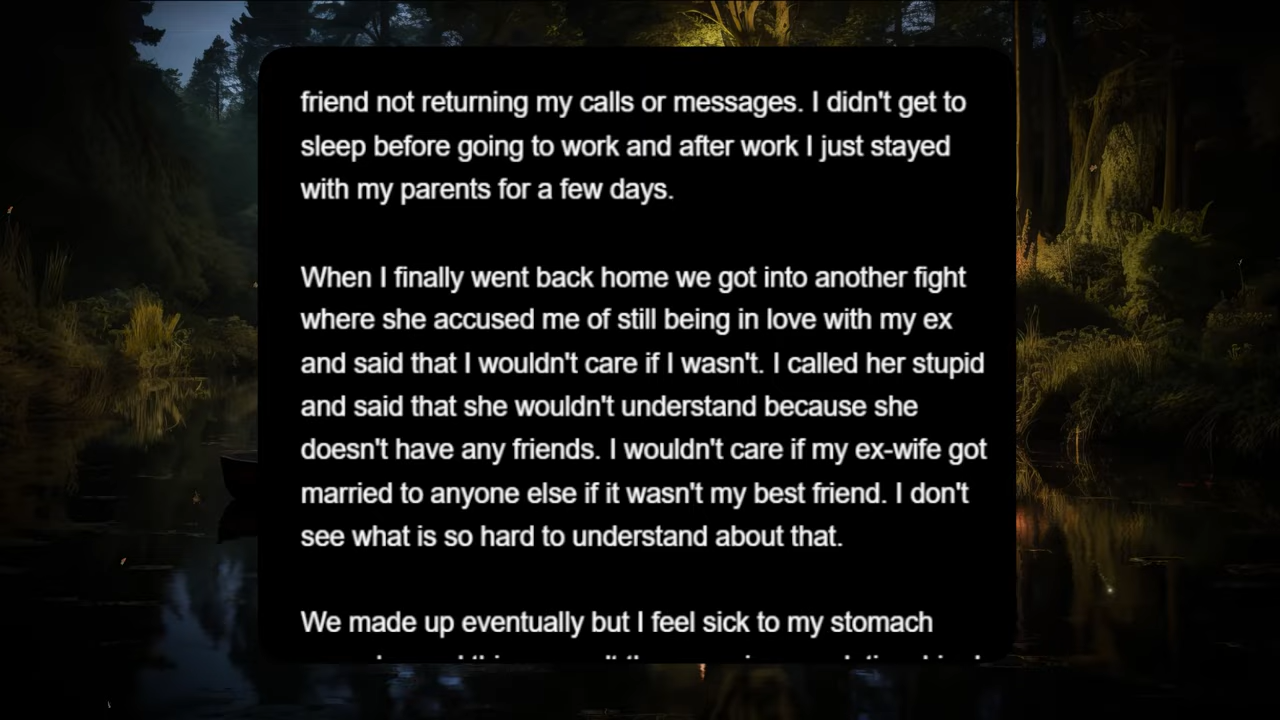 friend not returning my calls or messages. I didn't get to
sleep before going to work and after work I just stayed
with my parents for a few days.
When I finally went back home we got into another fight
where she accused me of still being in love with my ex
and said that I wouldn't care if I wasn't. I called her stupid
and said that she wouldn't understand because she
doesn't have any friends. I wouldn't care if my ex-wife got
married to anyone else if it wasn't my best friend. I don't
see what is so hard to understand about that.
We made up eventually but I feel sick to my stomach